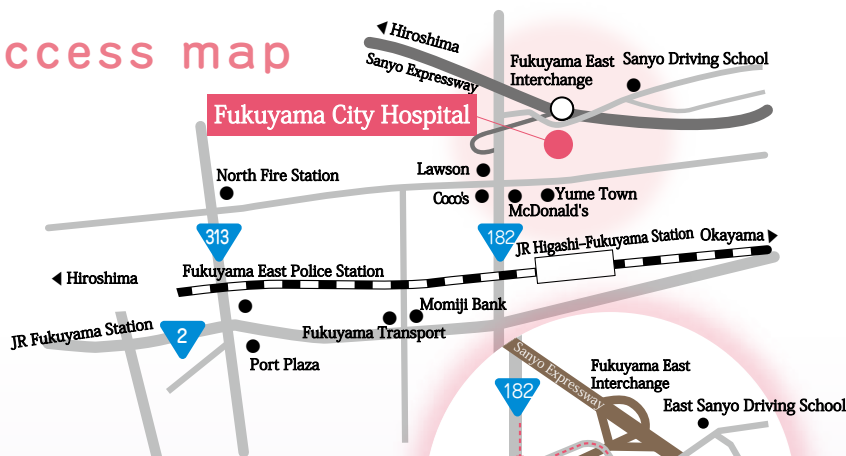 ccess map
Hiroshima
Sanyo Expressway
Fukuyama East
Interchange
Sanyo Driving School
Fukuyama City Hospital
North Fire Station
Lawson
Coco's
Yume Town
McDonald's
313
182
JR Higashi-Fukuyama Station
Okayama
Hiroshima
Fukuyama East Police Station
Momiji Bank
JR Fukuyama Station
2
Fukuyama Transport
Port Plaza
Sanyo Expressway
Fukuyama East
Interchange
182
East Sanyo Driving School